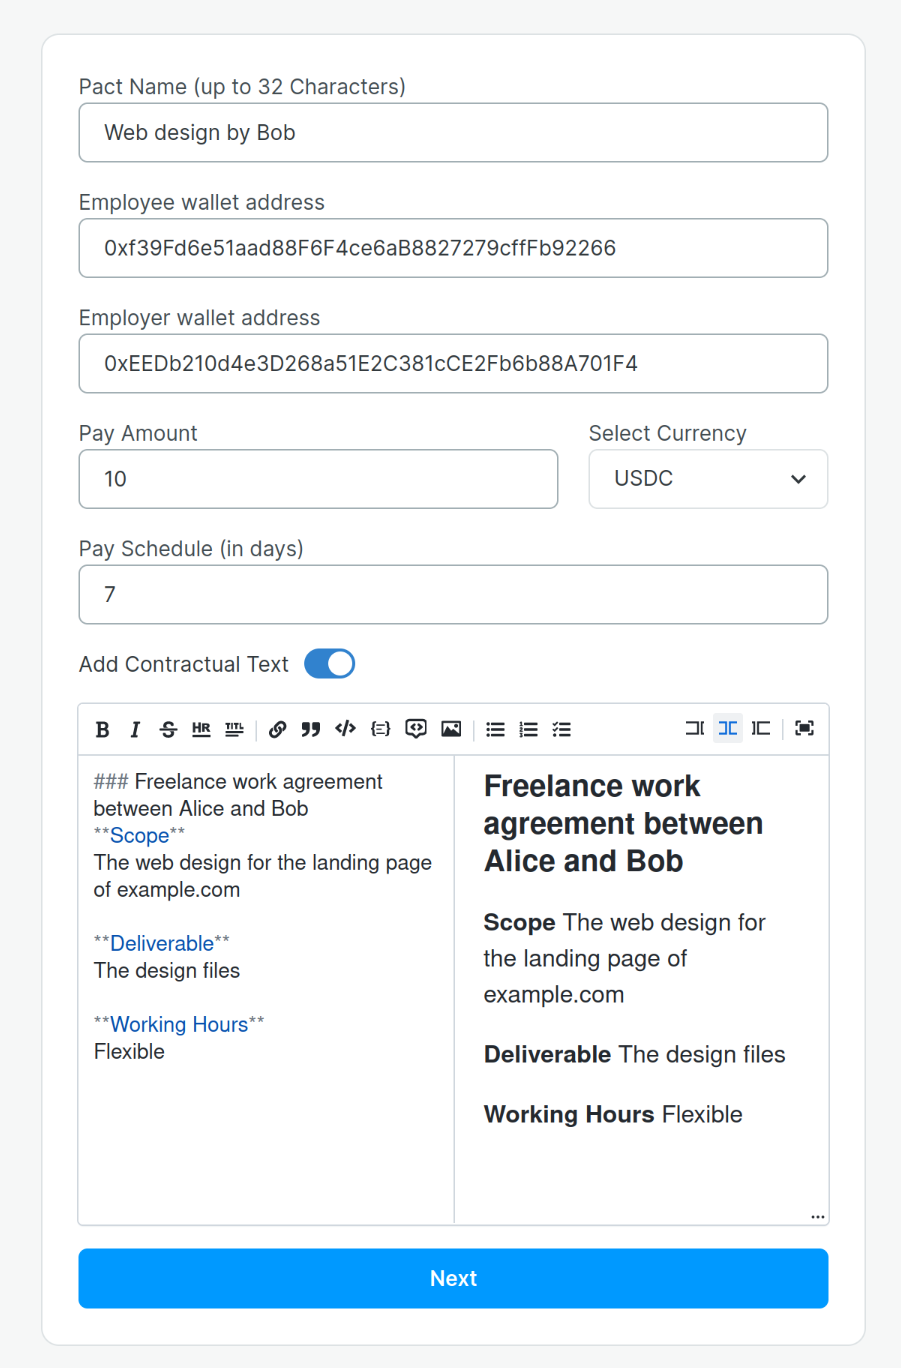 Pact Name (up to 32 Characters)
Web design by Bob
Employee wallet address
0xf39Fd6e51aad88F6F4ce6aB8827279cffFb92266
Employer wallet address
0xEEDb210d4e3D268a51E2C381cCE2Fb6b88A701F4
Pay Amount
Select Currency
10
USDC
Pay Schedule (in days)
7
Add Contractual Text
B I S HR TITL
### Freelance work agreement
between Alice and Bob
**Scope**
The web design for the landing page
of example.com
**Deliverable**
The design files
**Working Hours**
Flexible
Freelance work
agreement between
Alice and Bob
Scope The web design for
the landing page of
example.com
Deliverable The design files
Working Hours Flexible
Next